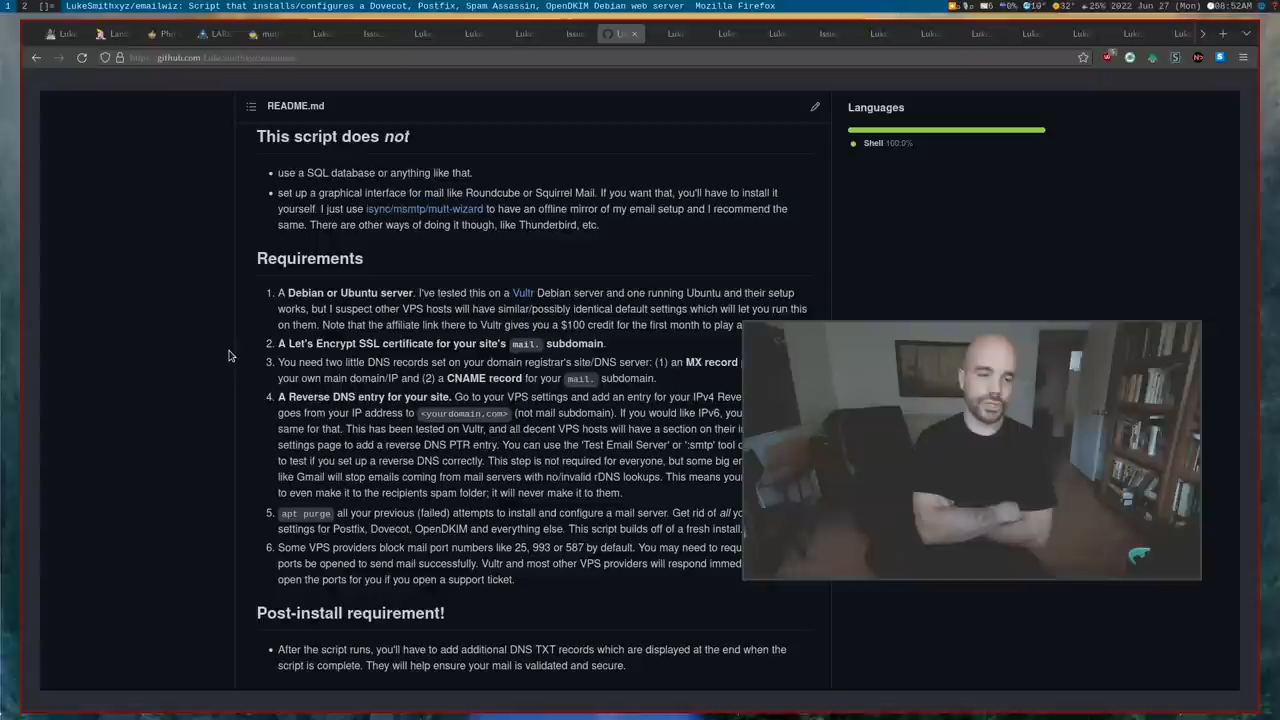 1 2 []= LukeSmithxyz/emailwiz: Script that installs/configures a Dovecot, Postfix, Spam Assassin, OpenDKIM Debian web server Mozilla Firefox 25% 2022 Jun 27 (Mon) 08:52AM
github.com
README.md
Languages
Shell 100.0%
This script does not
use a SQL database or anything like that.
set up a graphical interface for mail like Roundcube or Squirrel Mail. If you want that, you'll have to install it
yourself. I just use isync/msmtp/mutt-wizard to have an offline mirror of my email setup and I recommend the
same. There are other ways of doing it though, like Thunderbird, etc.
Requirements
1. A Debian or Ubuntu server. I've tested this on a Vultr Debian server and one running Ubuntu and their setup
works, but I suspect other VPS hosts will have similar/possibly identical default settings which will let you run this
on them. Note that the affiliate link there to Vultr gives you a $100 credit for the first month to play a
2. A Let's Encrypt SSL certificate for your site's mail. subdomain.
3. You need two little DNS records set on your domain registrar's site/DNS server: (1) an MX record
your own main domain/IP and (2) a CNAME record for your mail. subdomain.
4. A Reverse DNS entry for your site. Go to your VPS settings and add an entry for your IPv4 Reve
goes from your IP address to <yourdomain.com> (not mail subdomain). If you would like IPv6, you
same for that. This has been tested on Vultr, and all decent VPS hosts will have a section on their i
settings page to add a reverse DNS PTR entry. You can use the 'Test Email Server' or ':smtp' tool o
to test if you set up a reverse DNS correctly. This step is not required for everyone, but some big e
like Gmail will stop emails coming from mail servers with no/invalid rDNS lookups. This means your
to even make it to the recipients spam folder; it will never make it to them.
5. apt purge all your previous (failed) attempts to install and configure a mail server. Get rid of all yo
settings for Postfix, Dovecot, OpenDKIM and everything else. This script builds off of a fresh install.
6. Some VPS providers block mail port numbers like 25, 993 or 587 by default. You may need to requ
ports be opened to send mail successfully. Vultr and most other VPS providers will respond immed
open the ports for you if you open a support ticket.
Post-install requirement!
After the script runs, you'll have to add additional DNS TXT records which are displayed at the end when the
script is complete. They will help ensure your mail is validated and secure.